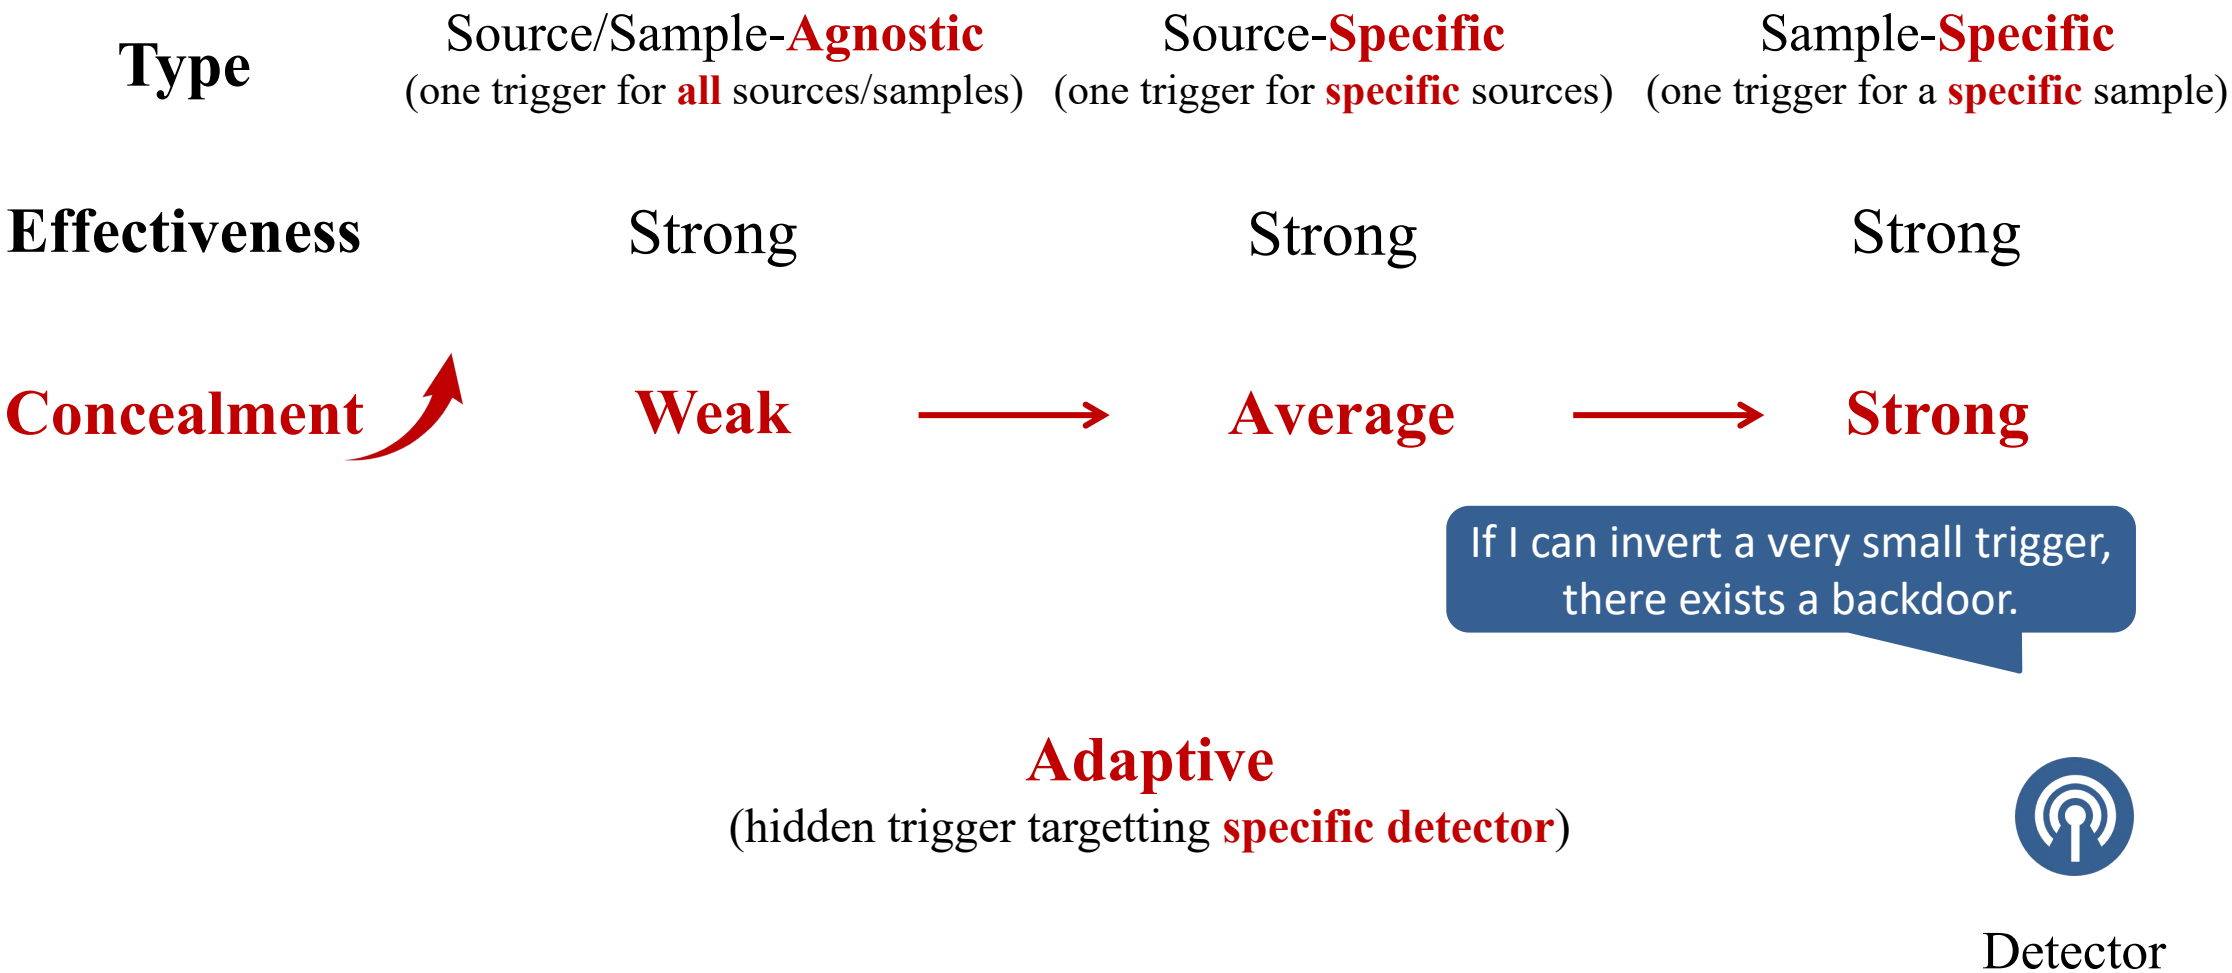 Type
Source/Sample-Agnostic
(one trigger for all sources/samples)
Source-Specific
(one trigger for specific sources)
Sample-Specific
(one trigger for a specific sample)
Effectiveness
Strong
Strong
Strong
Concealment
Weak
Average
Strong
If I can invert a very small trigger,
there exists a backdoor.
Adaptive
(hidden trigger targetting specific detector)
Detector